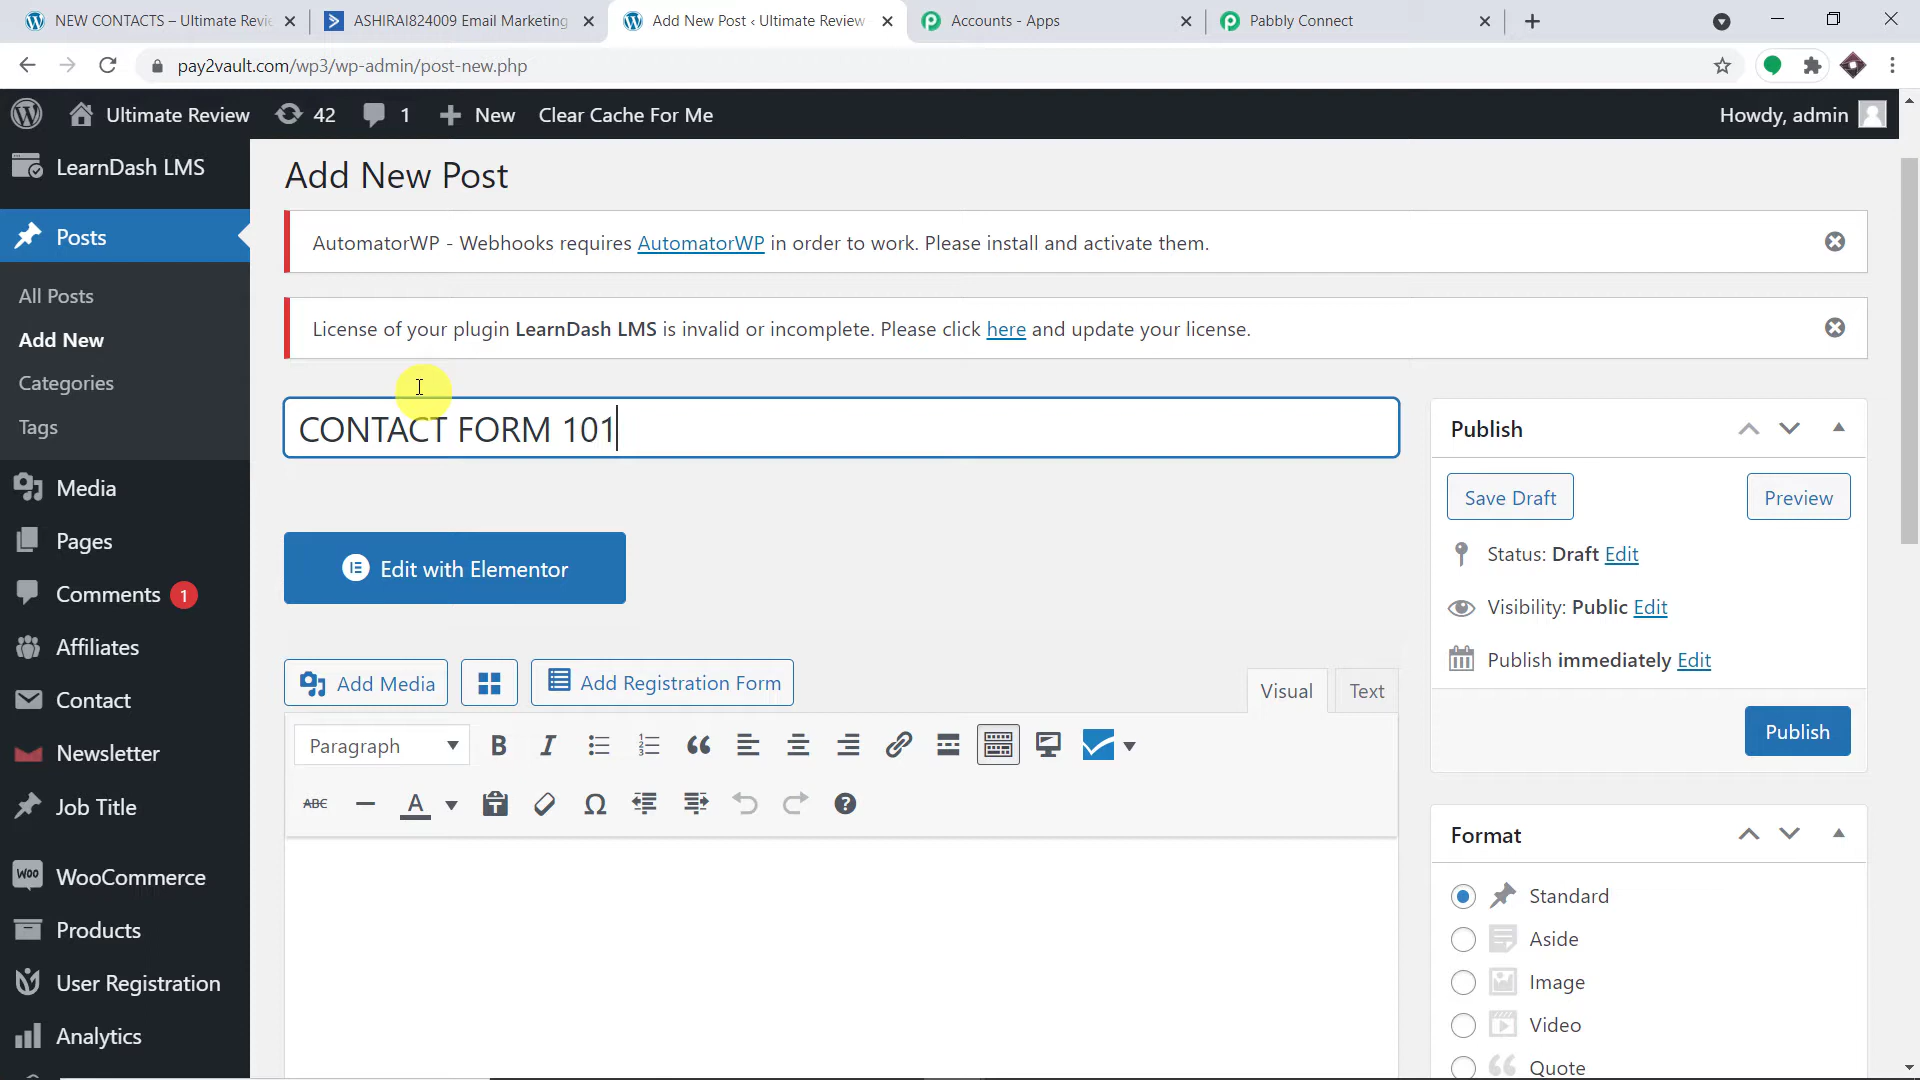 NEW CONTACTS – Ultimate Revie
ASHIRAI824009 Email Marketing
Add New Post ‹ Ultimate Review
Accounts - Apps
Pabbly Connect
pay2vault.com/wp3/wp-admin/post-new.php
Ultimate Review
42
1
New
Clear Cache For Me
Howdy, admin
LearnDash LMS
Posts
All Posts
Add New
Categories
Tags
Media
Pages
Comments 1
Affiliates
Contact
Newsletter
Job Title
WooCommerce
Products
User Registration
Analytics
Add New Post
AutomatorWP - Webhooks requires AutomatorWP in order to work. Please install and activate them.
License of your plugin LearnDash LMS is invalid or incomplete. Please click here and update your license.
CONTACT FORM 101
Edit with Elementor
Add Media
Add Registration Form
Visual
Text
Paragraph
B
I
ABC
A
Ω
Publish
Save Draft
Preview
Status: Draft Edit
Visibility: Public Edit
Publish immediately Edit
Publish
Format
Standard
Aside
Image
Video
Quote